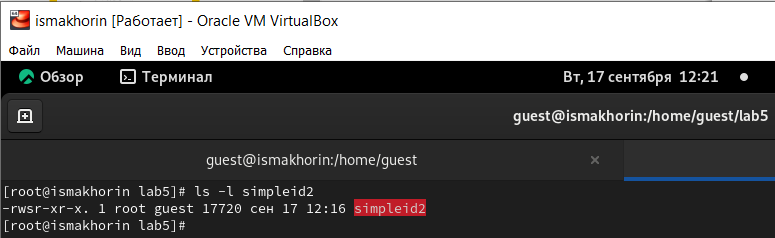 ismakhorin [Работает] - Oracle VM VirtualBox
Файл Машина Вид Ввод Устройства Справка
Обзор Терминал Вт, 17 сентября 12:21
guest@ismakhorin:/home/guest/lab5
guest@ismakhorin:/home/guest ×
[root@ismakhorin lab5]# ls -l simpleid2
-rwsr-xr-x. 1 root guest 17720 сен 17 12:16 simpleid2
[root@ismakhorin lab5]#